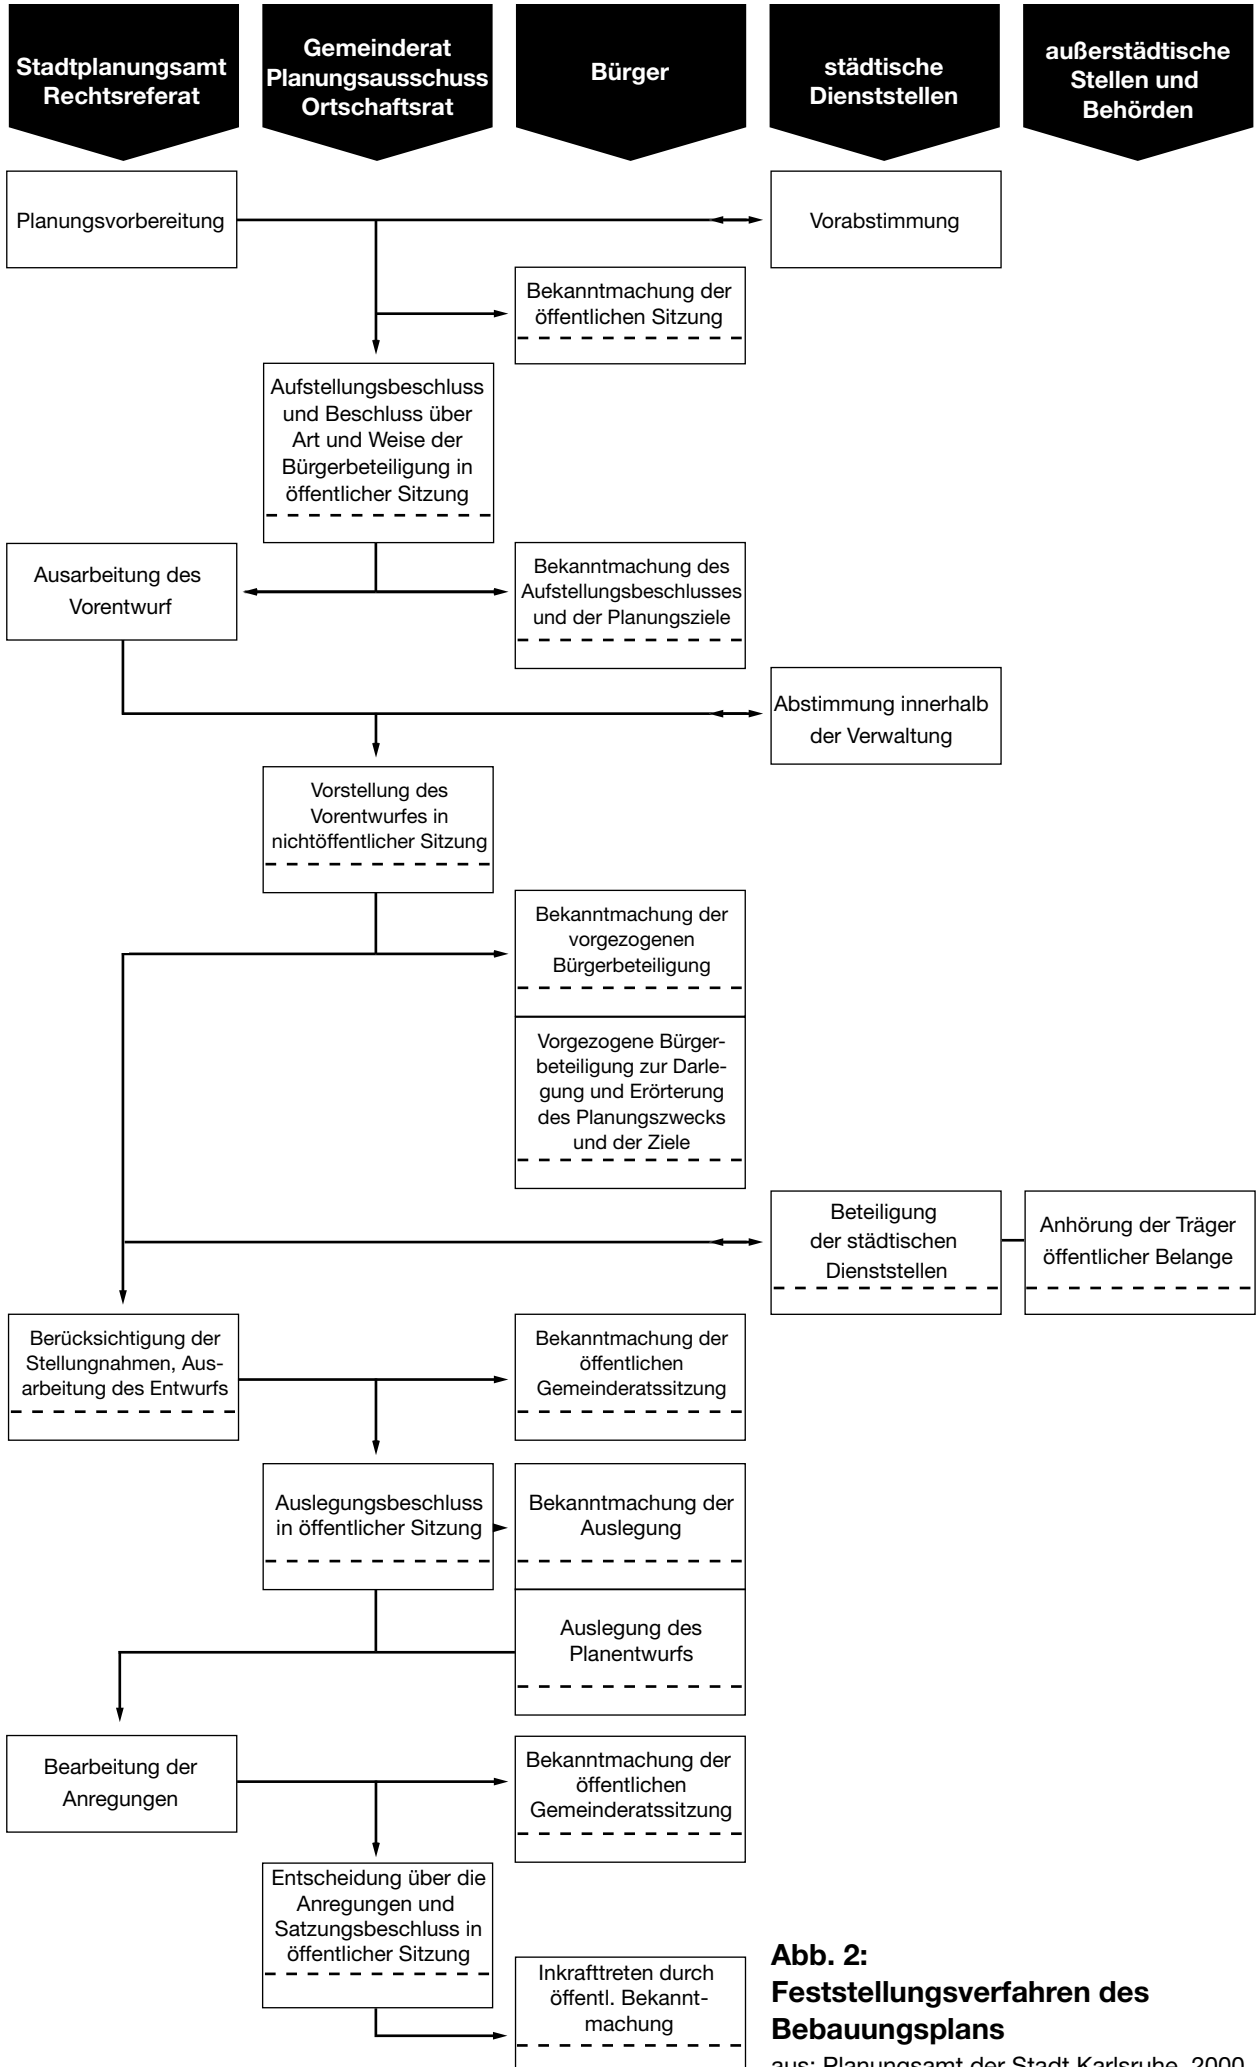 Stadtplanungsamt
Rechtsreferat
Gemeinderat
Planungsausschuss
Ortschaftsrat
Bürger
städtische
Dienststellen
außerstädtische
Stellen und
Behörden
Planungsvorbereitung
Vorabstimmung
Bekanntmachung der
öffentlichen Sitzung
Aufstellungsbeschluss
und Beschluss über
Art und Weise der
Bürgerbeteiligung in
öffentlicher Sitzung
Ausarbeitung des
Vorentwurf
Bekanntmachung des
Aufstellungsbeschlusses
und der Planungsziele
Abstimmung innerhalb
der Verwaltung
Vorstellung des
Vorentwurfes in
nichtöffentlicher Sitzung
Bekanntmachung der
vorgezogenen
Bürgerbeteiligung
Vorgezogene Bürger-
beteiligung zur Darle-
gung und Erörterung
des Planungszwecks
und der Ziele
Beteiligung
der städtischen
Dienststellen
Anhörung der Träger
öffentlicher Belange
Berücksichtigung der
Stellungnahmen, Aus-
arbeitung des Entwurfs
Bekanntmachung der
öffentlichen
Gemeinderatssitzung
Auslegungsbeschluss
in öffentlicher Sitzung
Bekanntmachung der
Auslegung
Auslegung des
Planentwurfs
Bearbeitung der
Anregungen
Bekanntmachung der
öffentlichen
Gemeinderatssitzung
Entscheidung über die
Anregungen und
Satzungsbeschluss in
öffentlicher Sitzung
Inkrafttreten durch
öffentl. Bekannt-
machung
Abb. 2:
Feststellungsverfahren des
Bebauungsplans
aus: Planungsamt der Stadt Karlsruhe, 2000